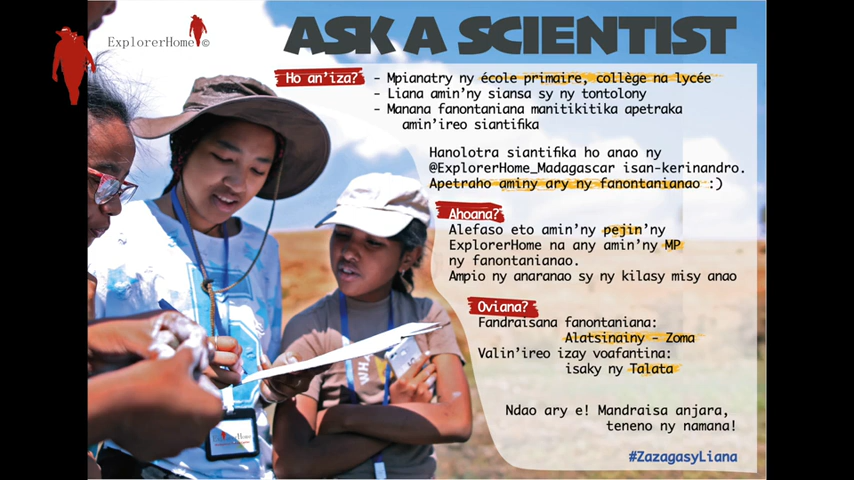 ExplorerHome©
ASK A SCIENTIST
Ho an'iza?
- Mpianatry ny école primaire, collège na lycée
- Liana amin'ny siansa sy ny tontolony
- Manana fanontaniana manitikitika apetraka
amin'ireo siantifika
Hanolotra siantifika ho anao ny
@ExplorerHome_Madagascar isan-kerinandro.
Apetraho aminy ary ny fanontanianao :)
Ahoana?
Alefaso eto amin'ny pejin'ny
ExplorerHome na any amin'ny MP
ny fanontanianao.
Ampio ny anaranao sy ny kilasy misy anao
Oviana?
Fandraisana fanontaniana:
Alatsinainy - Zoma
Valin'ireo izay voafantina:
isaky ny Talata
Ndao ary e! Mandraisa anjara,
teneno ny namana!
#ZazagasyLiana